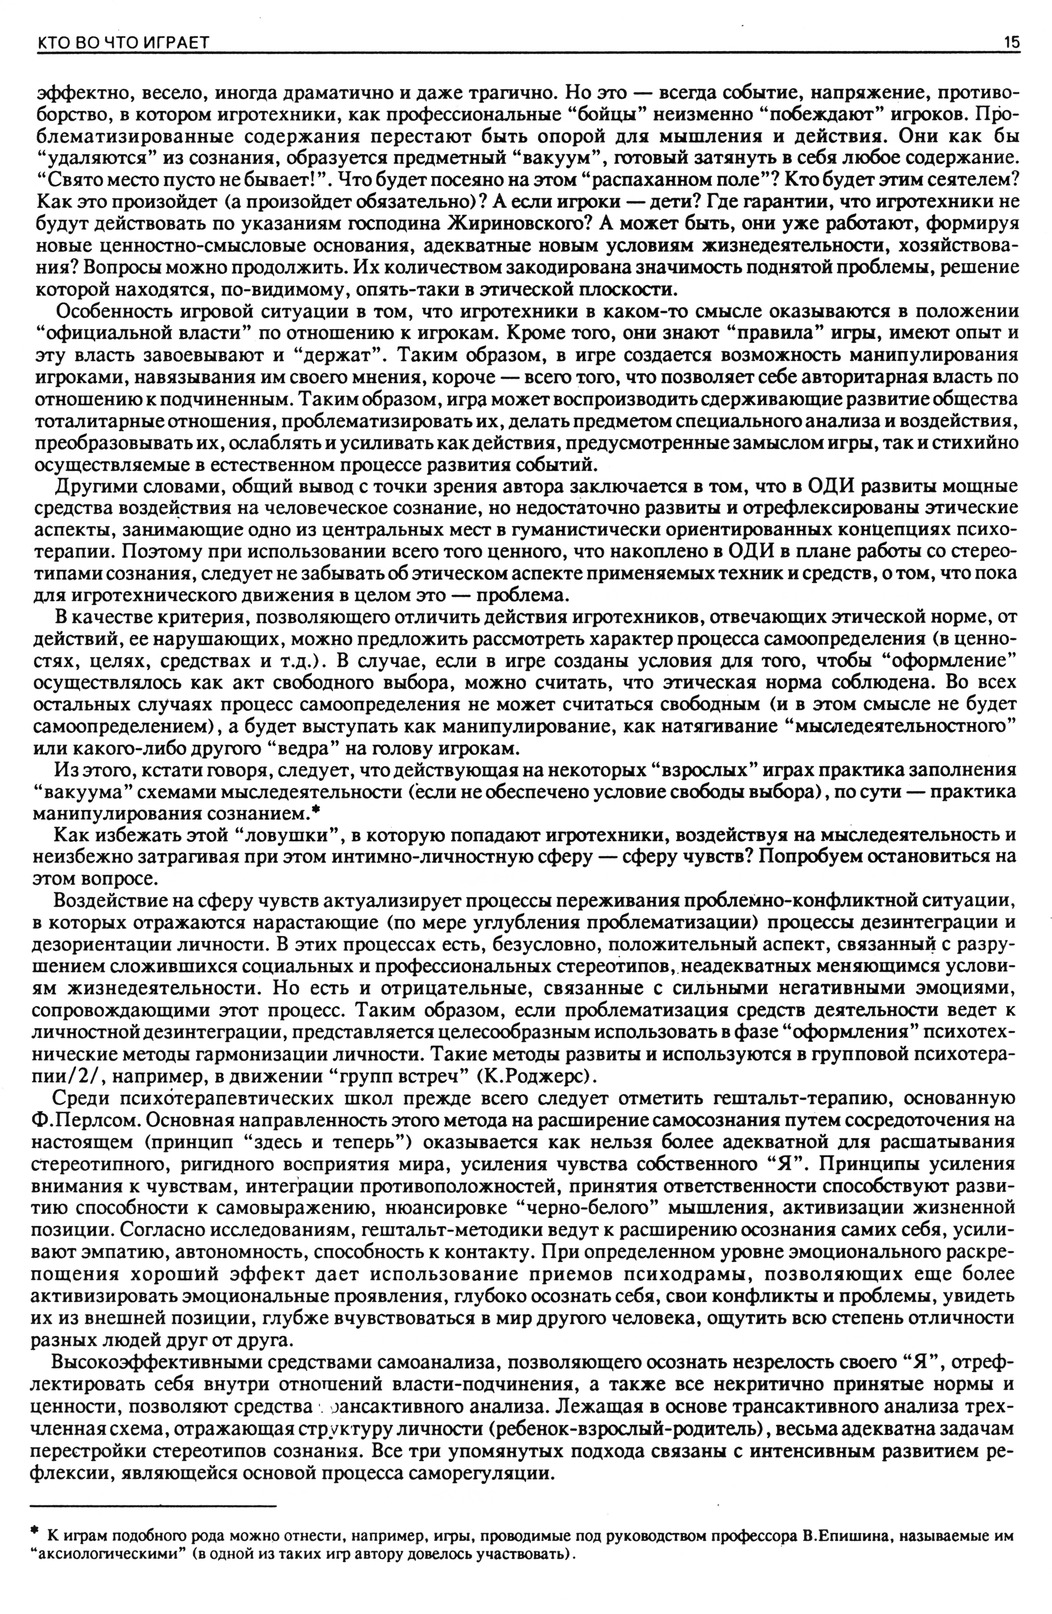 КТО ВО ЧТО ИГРАЕТ 15
эффектно, весело, иногда драматично и даже трагично. Но это — всегда событие, напряжение, противо-
борство, в котором игротехники, как профессиональные “бойцы” неизменно “побеждают” игроков. Про-
блематизированные содержания перестают быть опорой для мышления и действия. Они как бы
“удаляются” из сознания, образуется предметный “вакуум”, готовый затянуть в себя любое содержание.
“Свято место пусто не бывает!”. Что будет посеяно на этом “распаханном поле”? Кто будет этим сеятелем?
Как это произойдет (а произойдет обязательно)? А если игроки — дети? Где гарантии, что игротехники не
будут действовать по указаниям господина Жириновского? А может быть, они уже работают, формируя
новые ценностно-смысловые основания, адекватные новым условиям жизнедеятельности, хозяйствова-
ния? Вопросы можно продолжить. Их количеством закодирована значимость поднятой проблемы, решение
которой находятся, по-видимому, опять-таки в этической плоскости.
Особенность игровой ситуации в том, что игротехники в каком-то смысле оказываются в положении
“официальной власти” по отношению к игрокам. Кроме того, они знают “правила” игры, имеют опыт и
эту власть завоевывают и “держат”. Таким образом, в игре создается возможность манипулирования
игроками, навязывания им своего мнения, короче — всего того, что позволяет себе авторитарная власть по
отношению к подчиненным. Таким образом, игра может воспроизводить сдерживающие развитие общества
тоталитарные отношения, проблематизировать их, делать предметом специального анализа и воздействия,
преобразовывать их, ослаблять и усиливать как действия, предусмотренные замыслом игры, так и стихийно
осуществляемые в естественном процессе развития событий.
Другими словами, общий вывод с точки зрения автора заключается в том, что в ОДИ развиты мощные
средства воздействия на человеческое сознание, но недостаточно развиты и отрефлексированы этические
аспекты, занимающие одно из центральных мест в гуманистически ориентированных концепциях психо-
терапии. Поэтому при использовании всего того ценного, что накоплено в ОДИ в плане работы со стерео-
типами сознания, следует не забывать об этическом аспекте применяемых техник и средств, о том, что пока
для игротехнического движения в целом это — проблема.
В качестве критерия, позволяющего отличить действия игротехников, отвечающих этической норме, от
действий, ее нарушающих, можно предложить рассмотреть характер процесса самоопределения (в ценно-
стях, целях, средствах и т.д.). В случае, если в игре созданы условия для того, чтобы “оформление”
осуществлялось как акт свободного выбора, можно считать, что этическая норма соблюдена. Во всех
остальных случаях процесс самоопределения не может считаться свободным (и в этом смысле не будет
самоопределением), а будет выступать как манипулирование, как натягивание “мыследеятельностного”
или какого-либо другого “ведра” на голову игрокам.
Из этого, кстати говоря, следует, что действующая на некоторых “взрослых” играх практика заполнения
“вакуума” схемами мыследеятельности (если не обеспечено условие свободы выбора), по сути — практика
манипулирования сознанием.*
Как избежать этой “ловушки”, в которую попадают игротехники, воздействуя на мыследеятельность и
неизбежно затрагивая при этом интимно-личностную сферу — сферу чувств? Попробуем остановиться на
этом вопросе.
Воздействие на сферу чувств актуализирует процессы переживания проблемно-конфликтной ситуации,
в которых отражаются нарастающие (по мере углубления проблематизации) процессы дезинтеграции и
дезориентации личности. В этих процессах есть, безусловно, положительный аспект, связанный с разру-
шением сложившихся социальных и профессиональных стереотипов, неадекватных меняющимся услови-
ям жизнедеятельности. Но есть и отрицательные, связанные с сильными негативными эмоциями,
сопровождающими этот процесс. Таким образом, если проблематизация средств деятельности ведет к
личностной дезинтеграции, представляется целесообразным использовать в фазе “оформления” психотех-
нические методы гармонизации личности. Такие методы развиты и используются в групповой психотера-
пии/2/, например, в движении “групп встреч” (К.Роджерс).
Среди психотерапевтических школ прежде всего следует отметить гештальт-терапию, основанную
Ф.Перлсом. Основная направленность этого метода на расширение самосознания путем сосредоточения на
настоящем (принцип “здесь и теперь”) оказывается как нельзя более адекватной для расшатывания
стереотипного, ригидного восприятия мира, усиления чувства собственного “Я”. Принципы усиления
внимания к чувствам, интеграции противоположностей, принятия ответственности способствуют разви-
тию способности к самовыражению, нюансировке “черно-белого” мышления, активизации жизненной
позиции. Согласно исследованиям, гештальт-методики ведут к расширению осознания самих себя, усили-
вают эмпатию, автономность, способность к контакту. При определенном уровне эмоционального раскре-
пощения хороший эффект дает использование приемов психодрамы, позволяющих еще более
активизировать эмоциональные проявления, глубоко осознать себя, свои конфликты и проблемы, увидеть
их из внешней позиции, глубже вчувствоваться в мир другого человека, ощутить всю степень отличности
разных людей друг от друга.
Высокоэффективными средствами самоанализа, позволяющего осознать незрелость своего “Я”, отреф-
лектировать себя внутри отношений власти-подчинения, а также все некритично принятые нормы и
ценности, позволяют средства трансактивного анализа. Лежащая в основе трансактивного анализа трех-
членная схема, отражающая структуру личности (ребенок-взрослый-родитель), весьма адекватна задачам
перестройки стереотипов сознания. Все три упомянутых подхода связаны с интенсивным развитием ре-
флексии, являющейся основой процесса саморегуляции.
* К играм подобного рода можно отнести, например, игры, проводимые под руководством профессора В.Епишина, называемые им
“аксиологическими” (в одной из таких игр автору довелось участвовать).